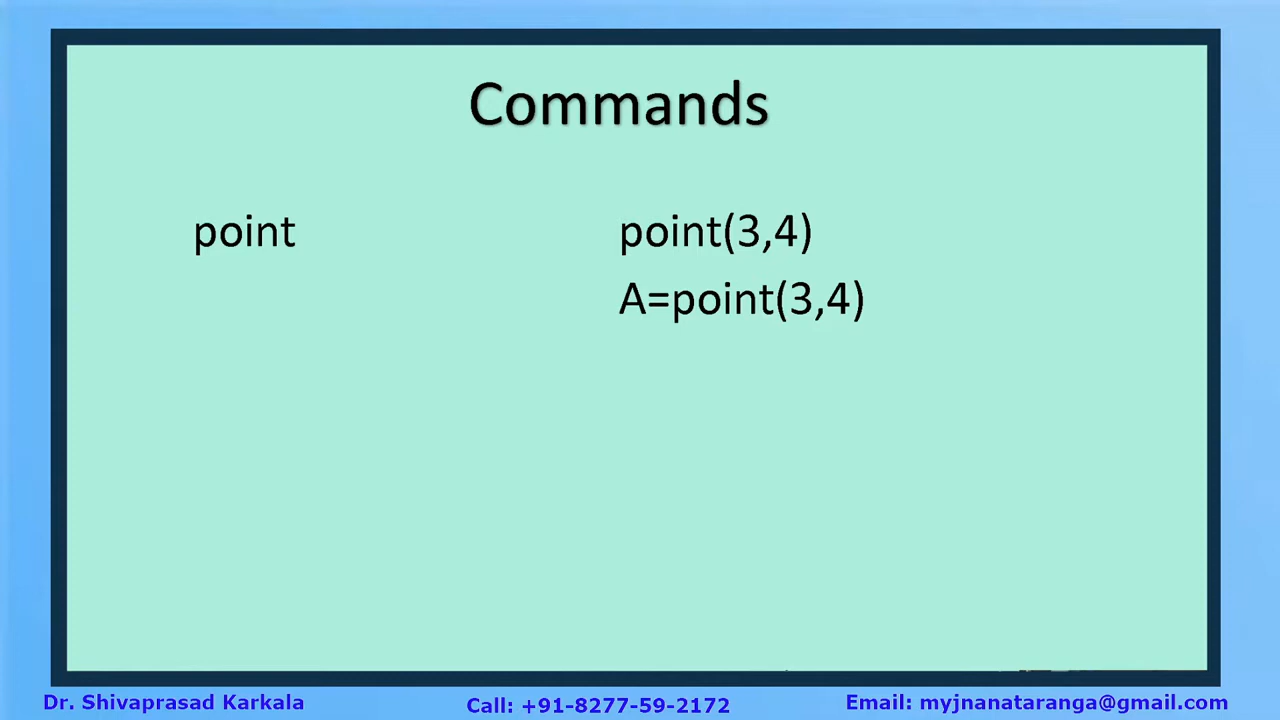 Commands
point
point(3,4)
A=point(3,4)
Dr. Shivaprasad Karkala
Call: +91-8277-59-2172
Email: myjnanataranga@gmail.com